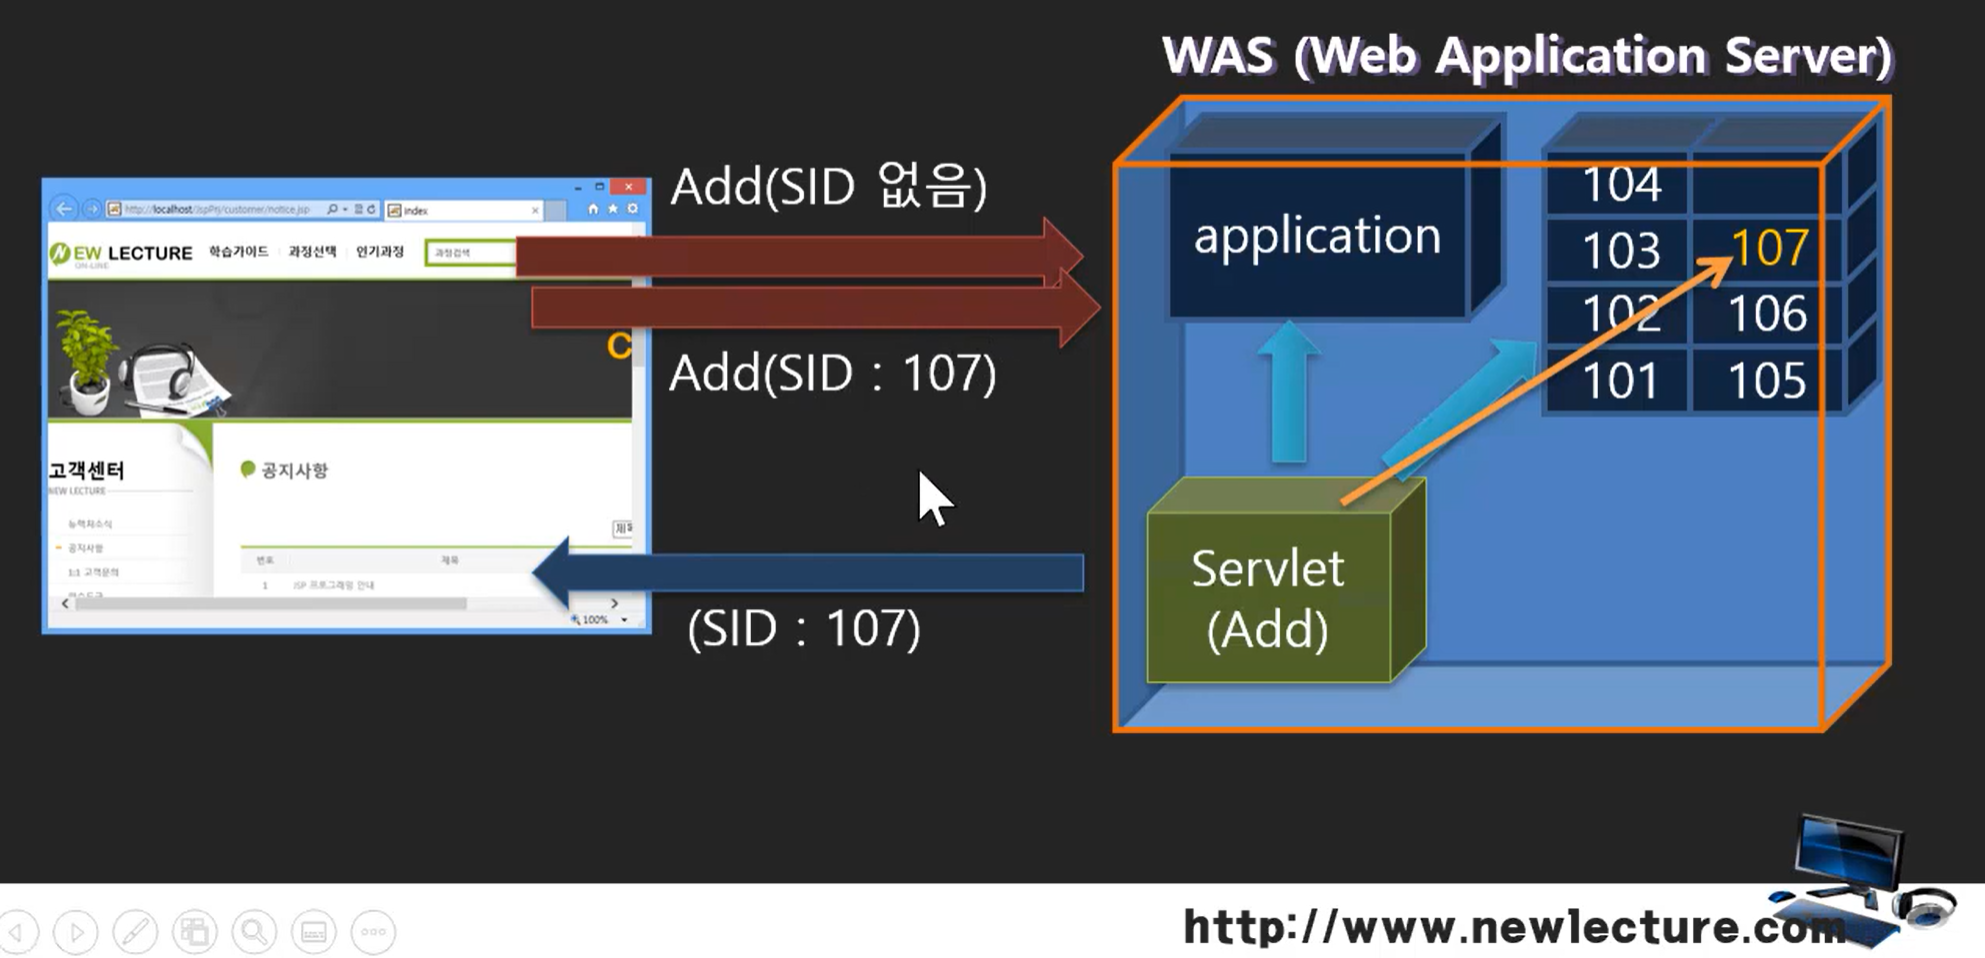 WAS (Web Application Server)
Add(SID 없음)
Add(SID : 107)
(SID : 107)
application
104
103 107
102 106
101 105
Servlet
(Add)
http://localhost/JspPrj/customer/notice.jsp
index
NEW LECTURE
ON-LINE
학습가이드 과정선택 인기과정
과정검색
C
고객센터
NEW LECTURE
공지사항
제목
뉴렉처소식
공지사항
1:1 고객문의
번호 제목
1 JSP 프로그래밍 안내
100%
http://www.newlecture.com